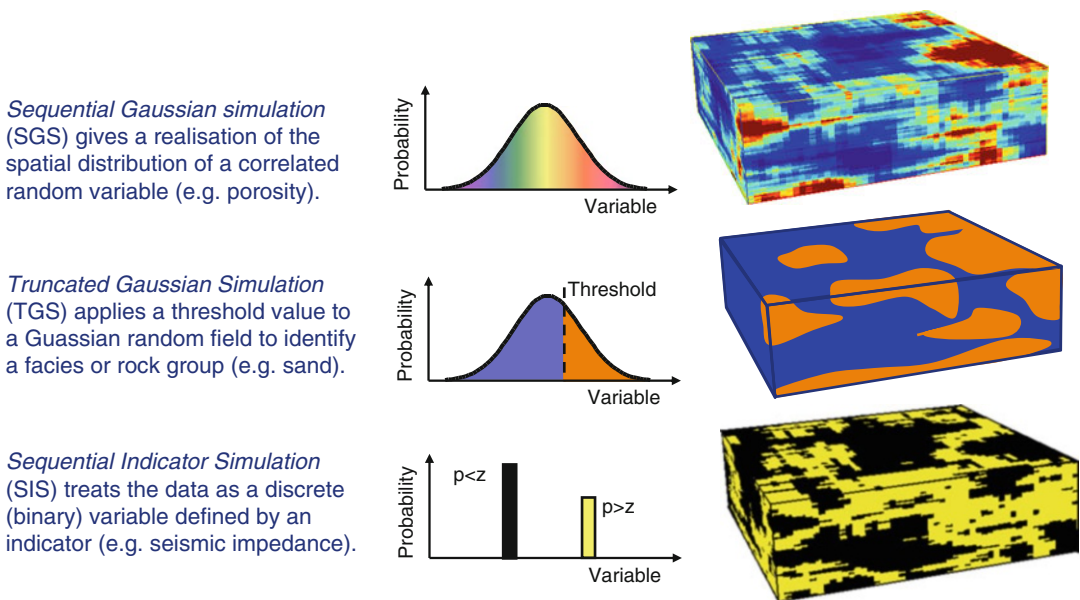 Sequential Gaussian simulation
(SGS) gives a realisation of the
spatial distribution of a correlated
random variable (e.g. porosity).
Probability
Variable
Truncated Gaussian Simulation
(TGS) applies a threshold value to
a Guassian random field to identify
a facies or rock group (e.g. sand).
Probability
Threshold
Variable
Sequential Indicator Simulation
(SIS) treats the data as a discrete
(binary) variable defined by an
indicator (e.g. seismic impedance).
Probability
p<z
p>z
Variable